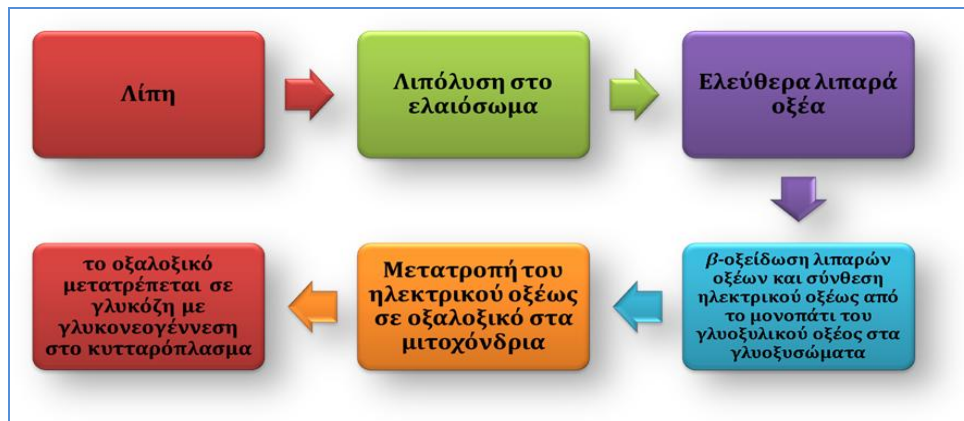 Λίπη
Λιπόλυση στο
ελαιόσωμα
Ελεύθερα λιπαρά
οξέα
β-οξείδωση λιπαρών
οξέων και σύνθεση
ηλεκτρικού οξέως από
το μονοπάτι του
γλυοξυλικού οξέος στα
γλυοξυσώματα
Μετατροπή του
ηλεκτρικού οξέως
σε οξαλοξικό στα
μιτοχόνδρια
το οξαλοξικό
μετατρέπεται σε
γλυκόζη με
γλυκονεογέννεση
στο κυτταρόπλασμα